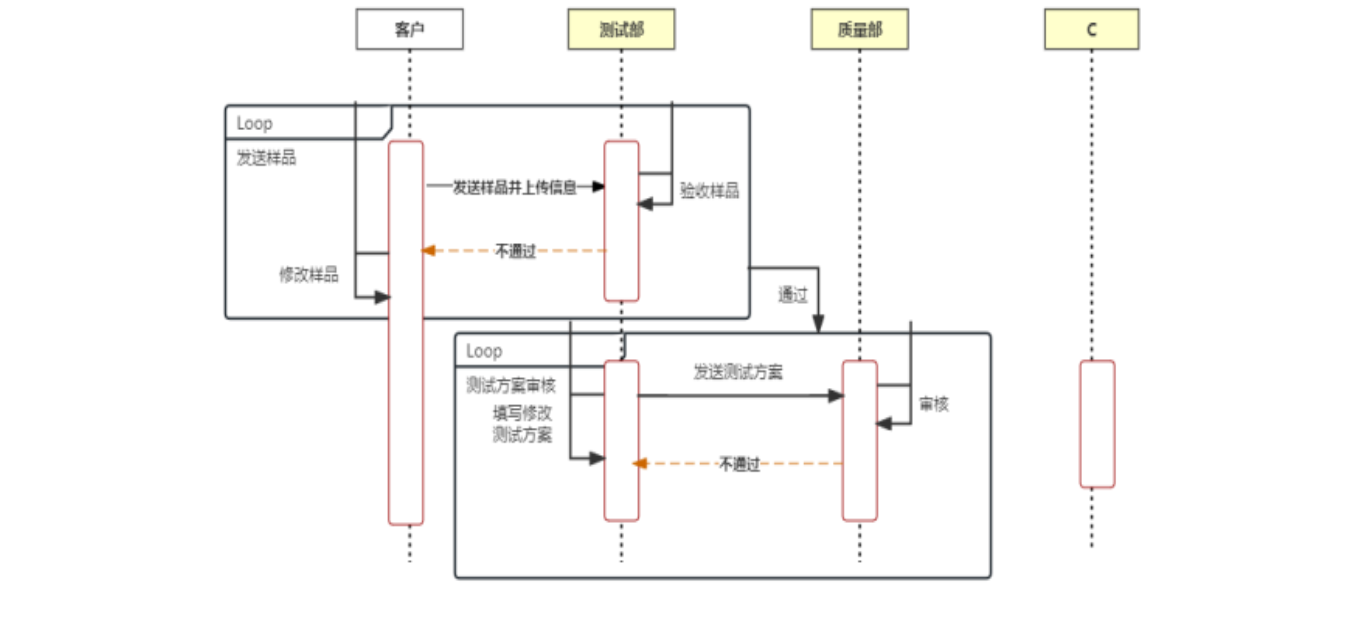 客户
测试部
质量部
C
Loop
发送样品
发送样品并上传信息
验收样品
不通过
修改样品
通过
Loop
测试方案审核
填写修改
测试方案
发送测试方案
审核
不通过